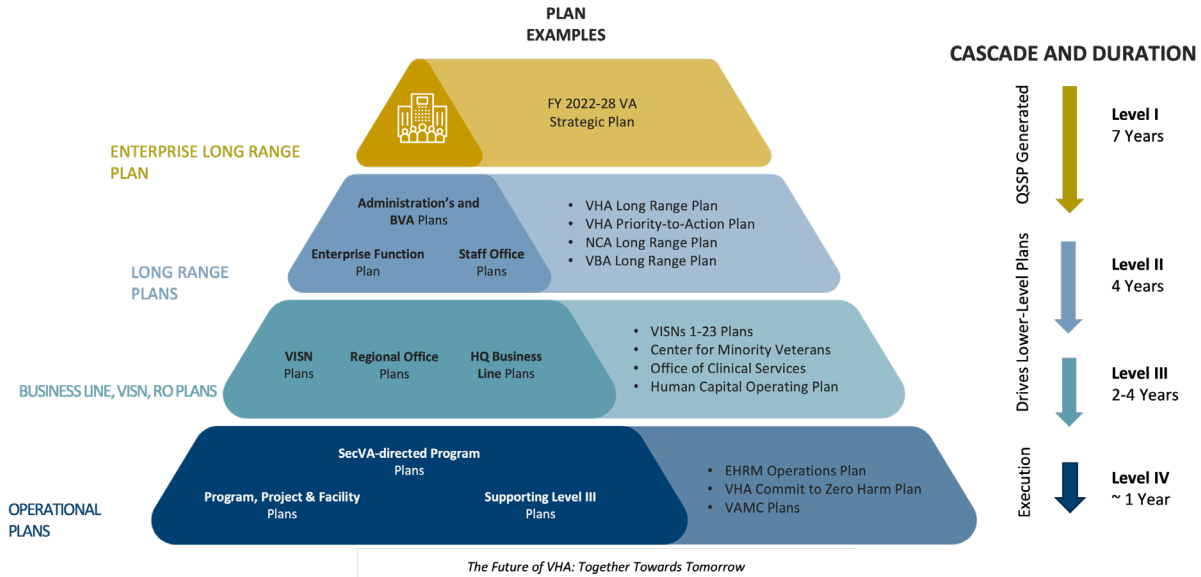 PLAN
EXAMPLES
CASCADE AND DURATION
FY 2022-28 VA
Strategic Plan
ENTERPRISE LONG RANGE
PLAN
QSSP Generated
Level I
7 Years
Administration's and
BVA Plans
Enterprise Function
Plan
Staff Office
Plans
• VHA Long Range Plan
• VHA Priority-to-Action Plan
• NCA Long Range Plan
• VBA Long Range Plan
LONG RANGE
PLANS
Drives Lower-Level Plans
Level II
4 Years
VISN
Plans
Regional Office
Plans
HQ Business
Line Plans
• VISNs 1-23 Plans
• Center for Minority Veterans
• Office of Clinical Services
• Human Capital Operating Plan
BUSINESS LINE, VISN, RO PLANS
Level III
2-4 Years
SecVA-directed Program
Plans
Program, Project & Facility
Plans
Supporting Level III
Plans
• EHRM Operations Plan
• VHA Commit to Zero Harm Plan
• VAMC Plans
OPERATIONAL
PLANS
Execution
Level IV
~ 1 Year
The Future of VHA: Together Towards Tomorrow